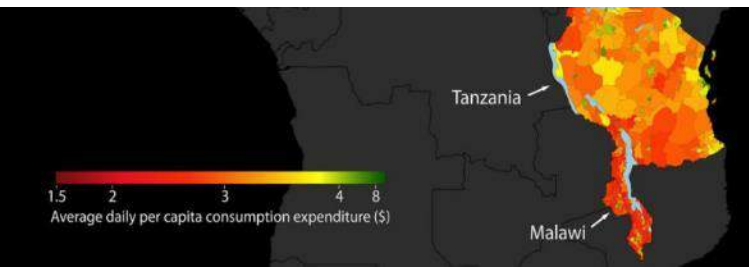 Tanzania
1.5 2 3 4 8
Average daily per capita consumption expenditure ($)
Malawi